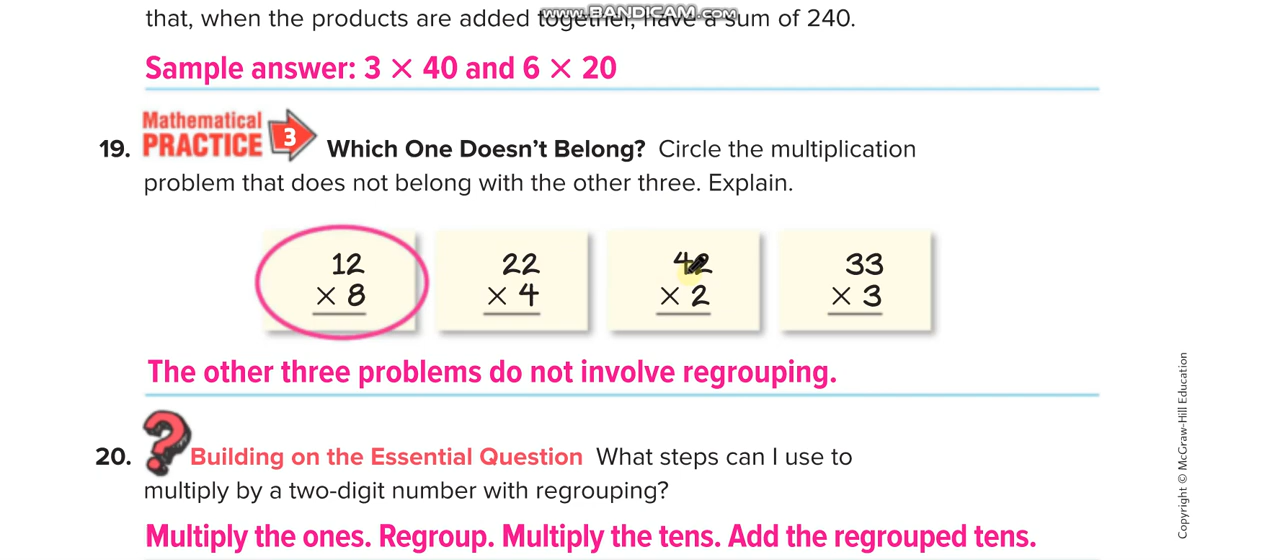 that, when the products are added together, have a sum of 240.
www.BANDICAM.com
Sample answer: 3 × 40 and 6 × 20
19. Mathematical PRACTICE 3 Which One Doesn't Belong? Circle the multiplication
problem that does not belong with the other three. Explain.
12 22 42 33
× 8 × 4 × 2 × 3
The other three problems do not involve regrouping.
20. ? Building on the Essential Question What steps can I use to
multiply by a two-digit number with regrouping?
Multiply the ones. Regroup. Multiply the tens. Add the regrouped tens.
Copyright © McGraw-Hill Education